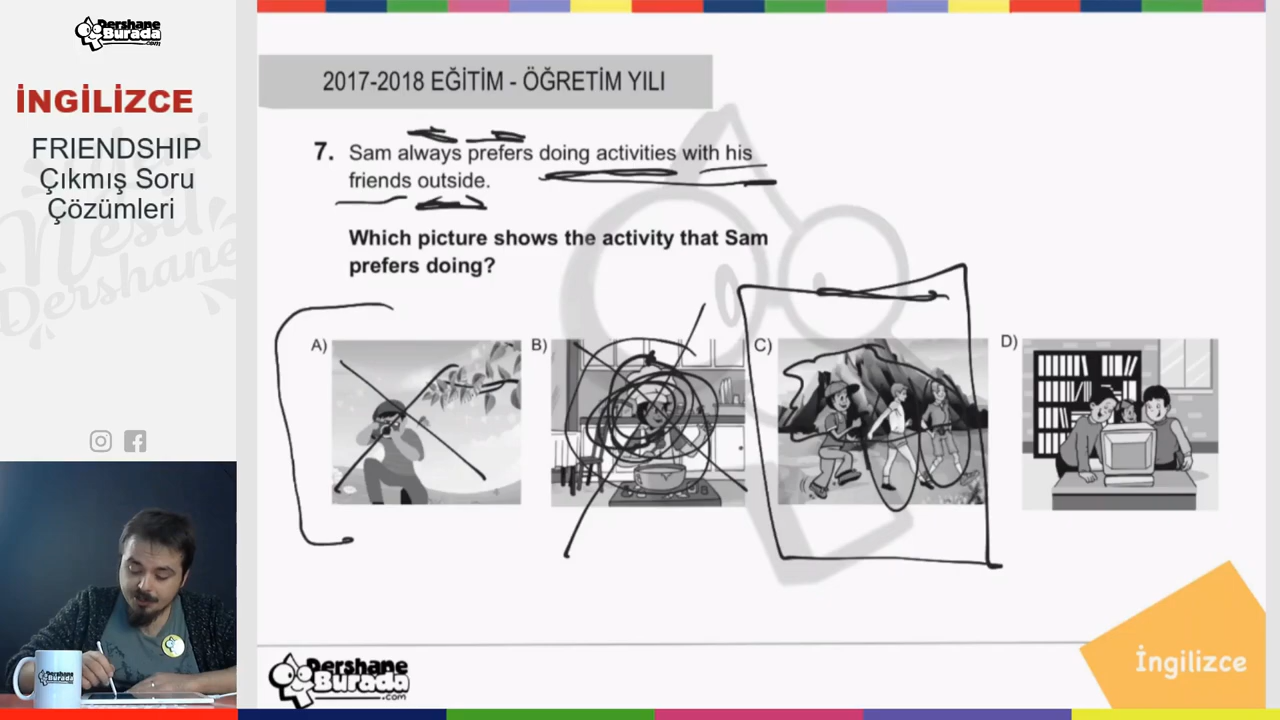 Dershane
Burada
.com
İNGİLİZCE
FRIENDSHIP
Çıkmış Soru
Çözümleri
2017-2018 EĞİTİM - ÖĞRETİM YILI
7. Sam always prefers doing activities with his
friends outside.
Which picture shows the activity that Sam
prefers doing?
A)
B)
C)
D)
Dershane
Burada
.com
İngilizce